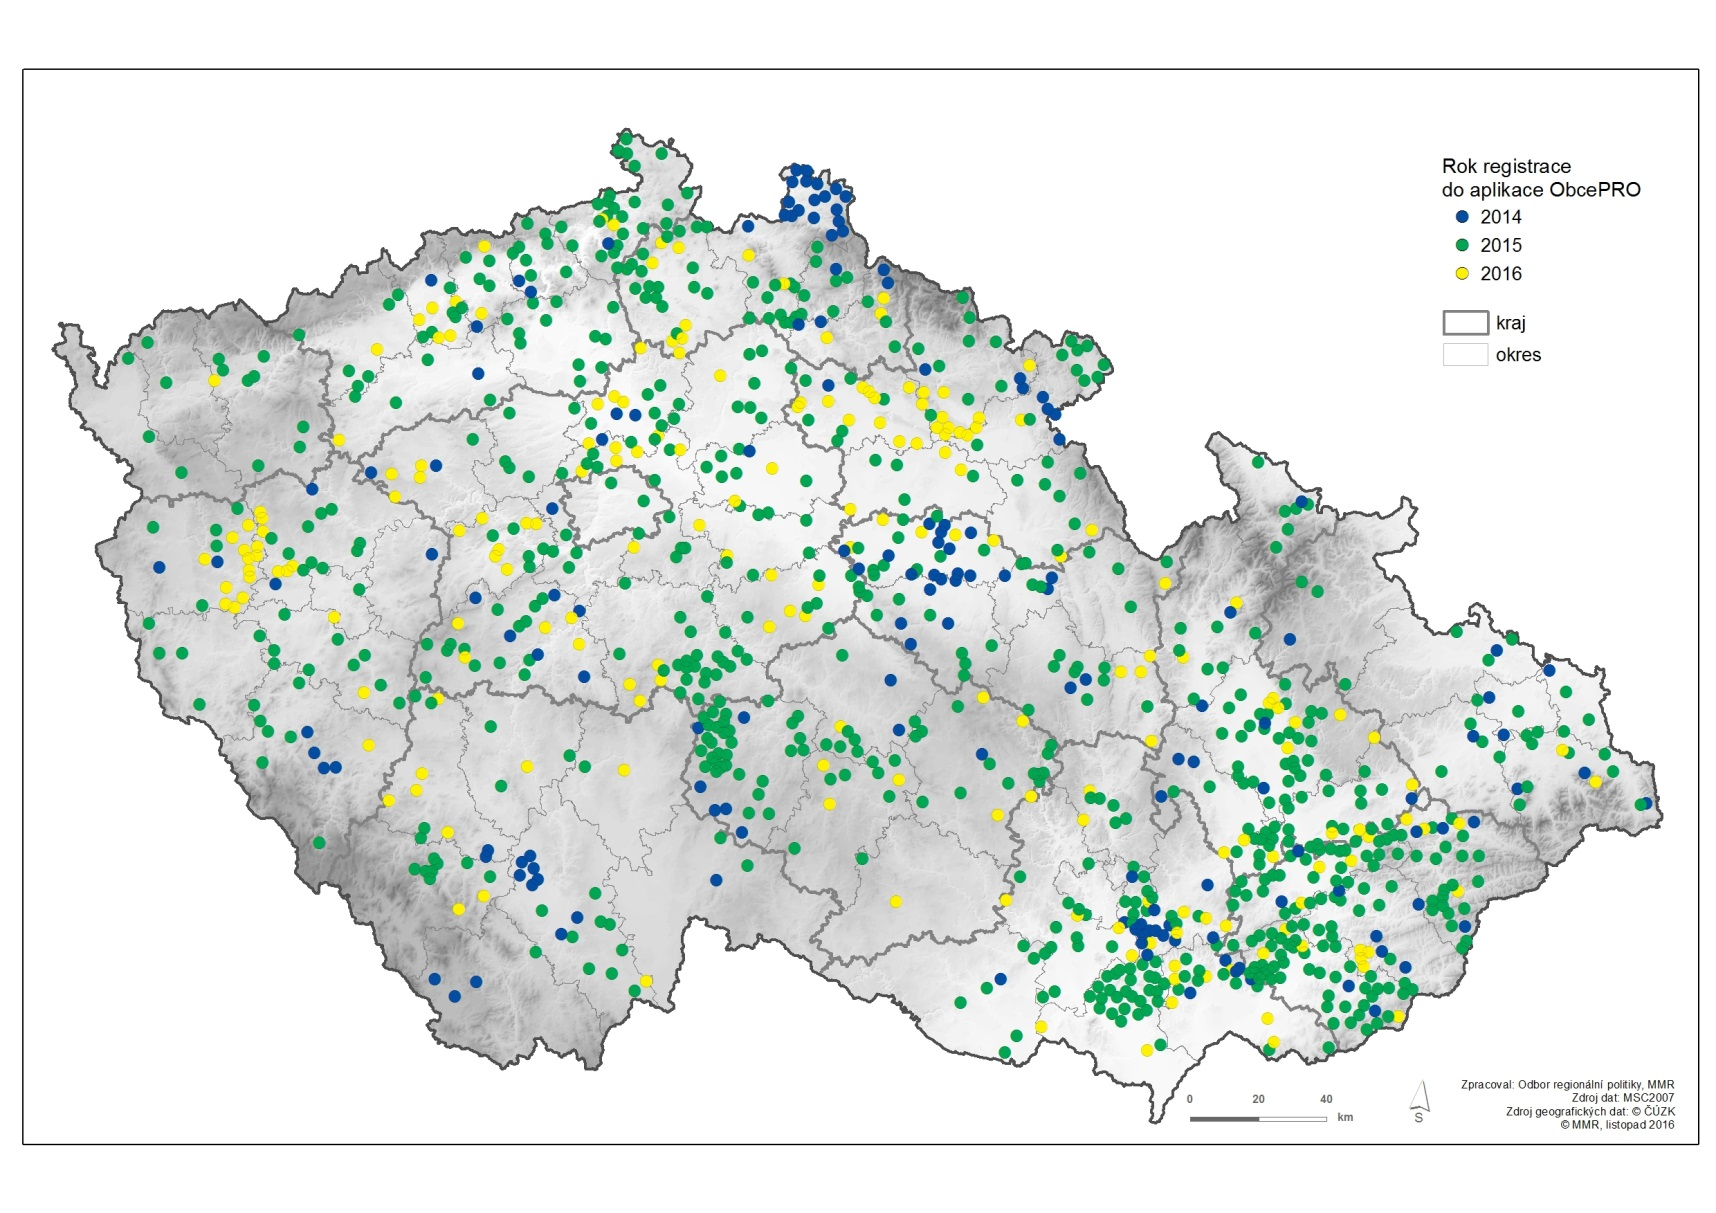 Rok registrace
do aplikace ObcePRO
2014
2015
2016
kraj
okres
0 20 40
km
S
Zpracoval: Odbor regionální politiky, MMR
Zdroj dat: MSC2007
Zdroj geografických dat: © ČÚZK
© MMR, listopad 2016